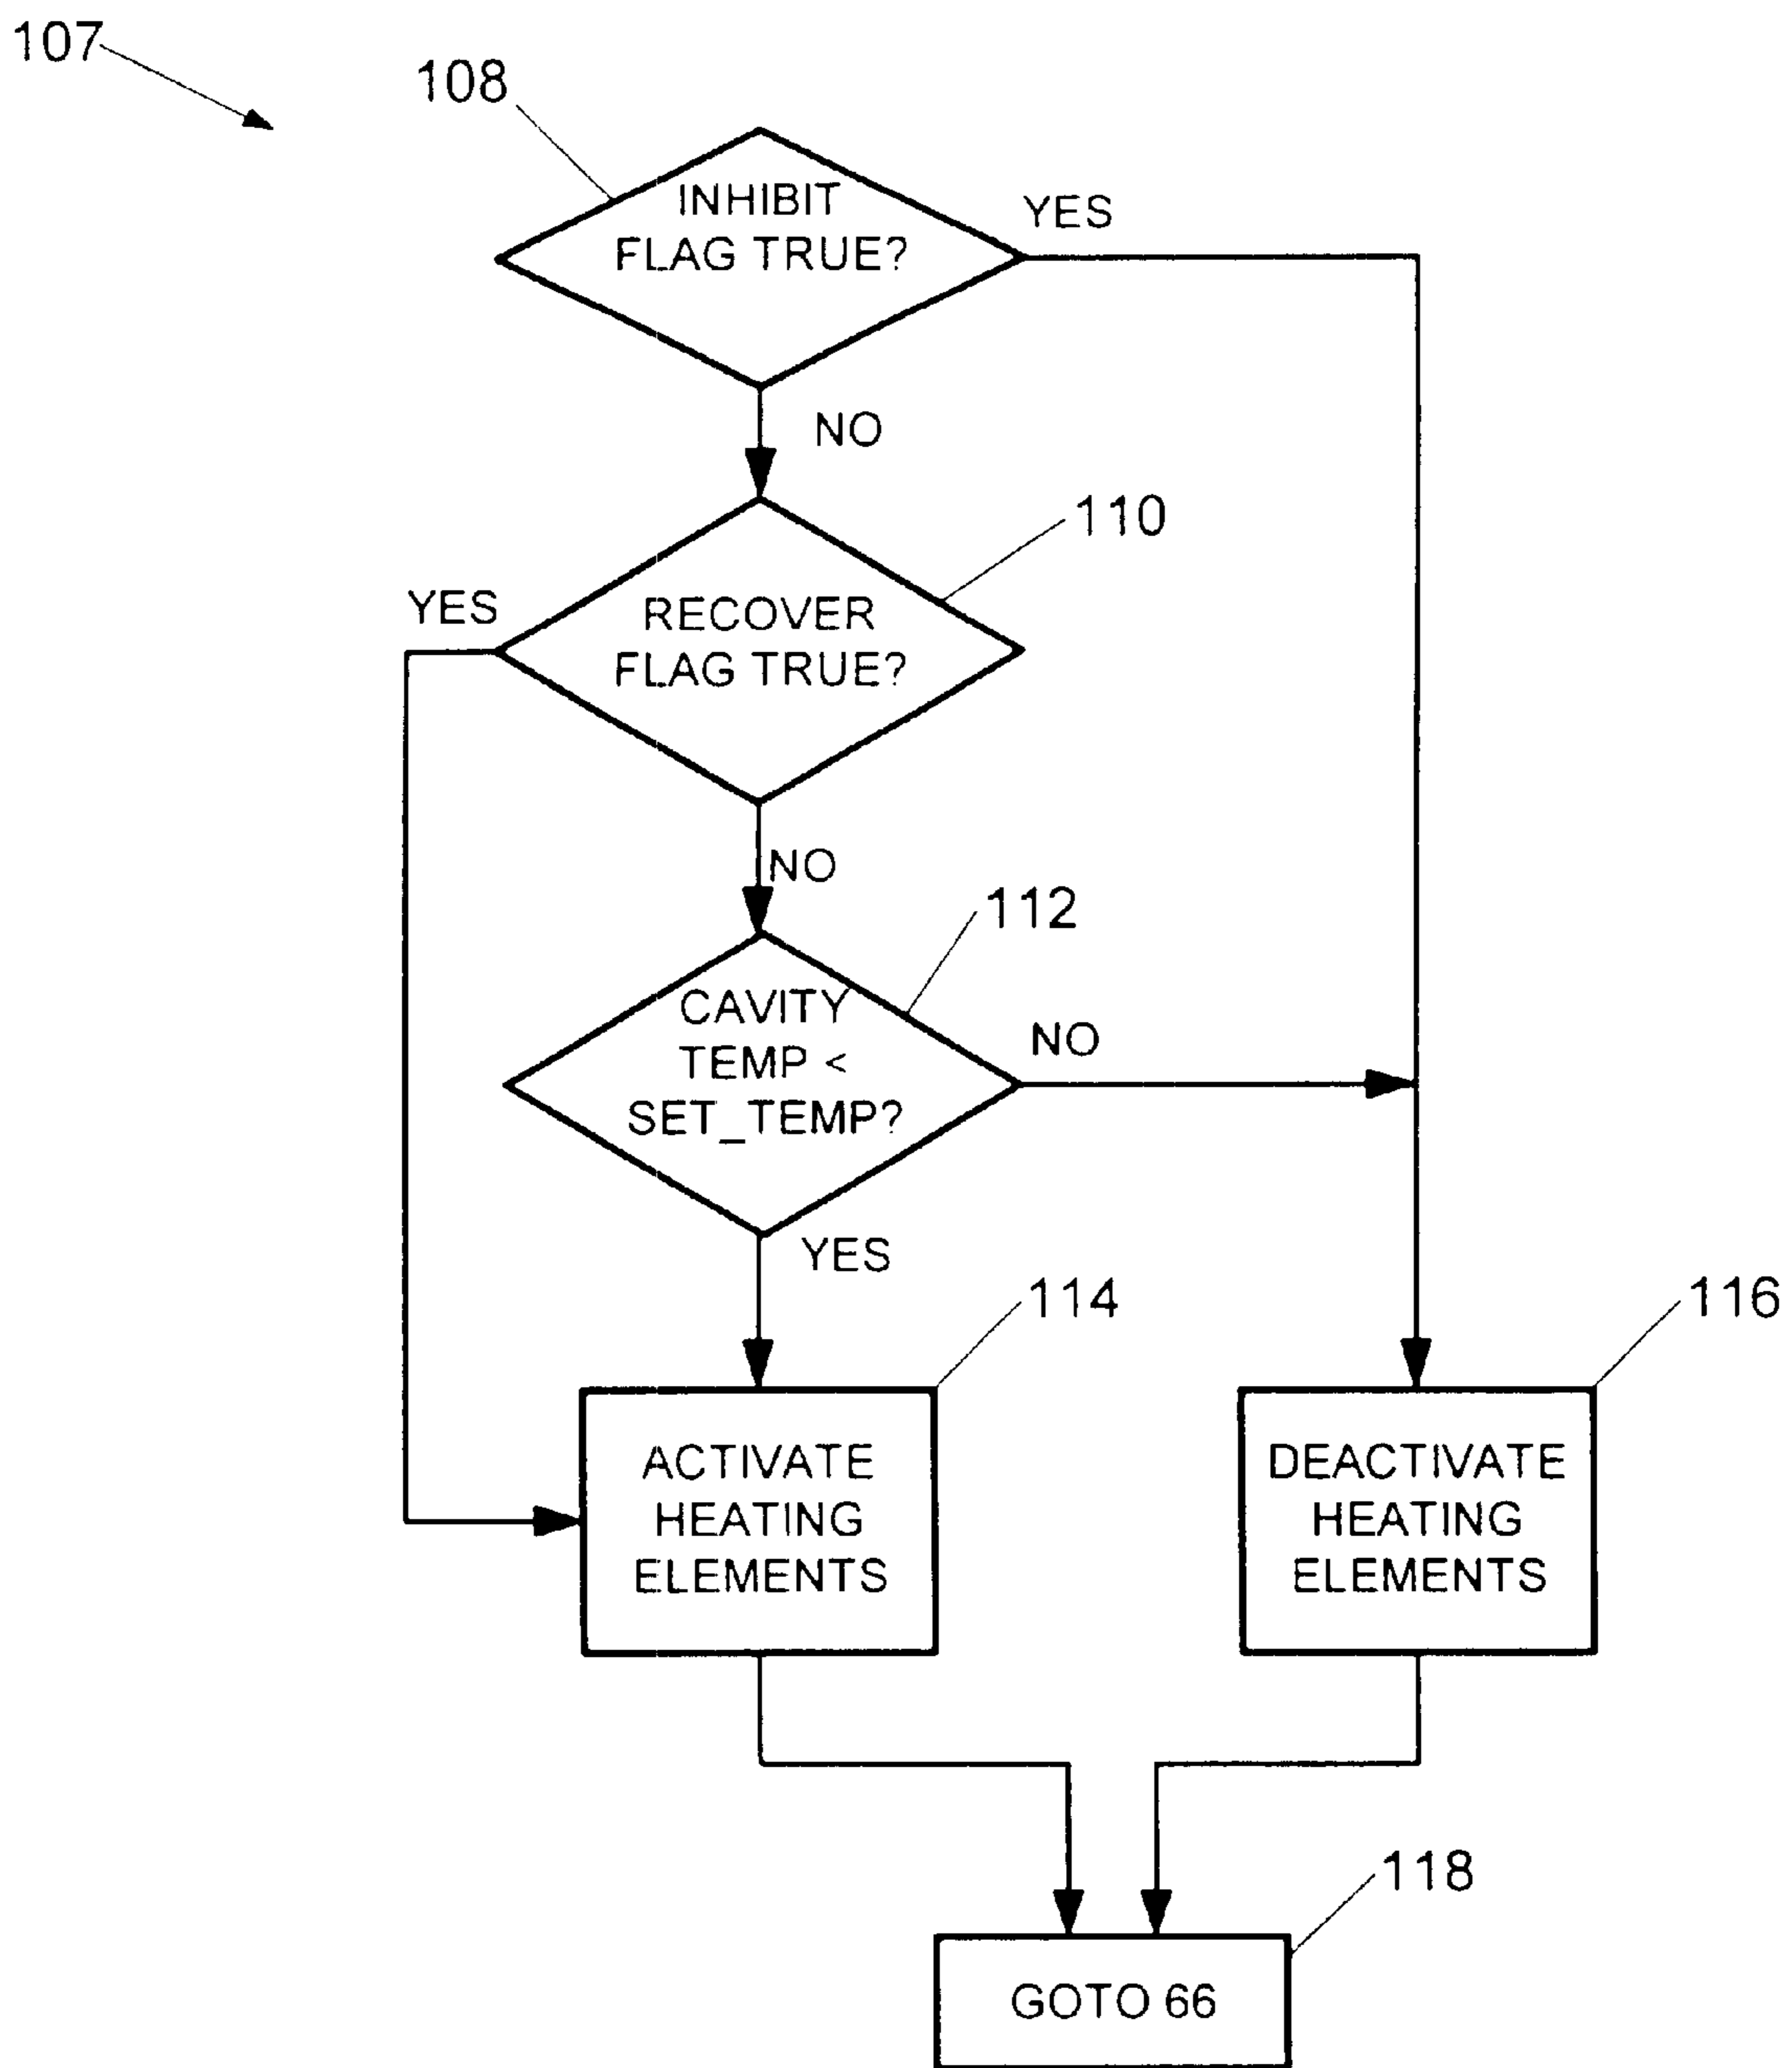 107
108
INHIBIT
FLAG TRUE?
YES
NO
110
YES
RECOVER
FLAG TRUE?
NO
112
CAVITY
TEMP <
SET_TEMP?
NO
YES
114
116
ACTIVATE
HEATING
ELEMENTS
DEACTIVATE
HEATING
ELEMENTS
118
GOTO 66